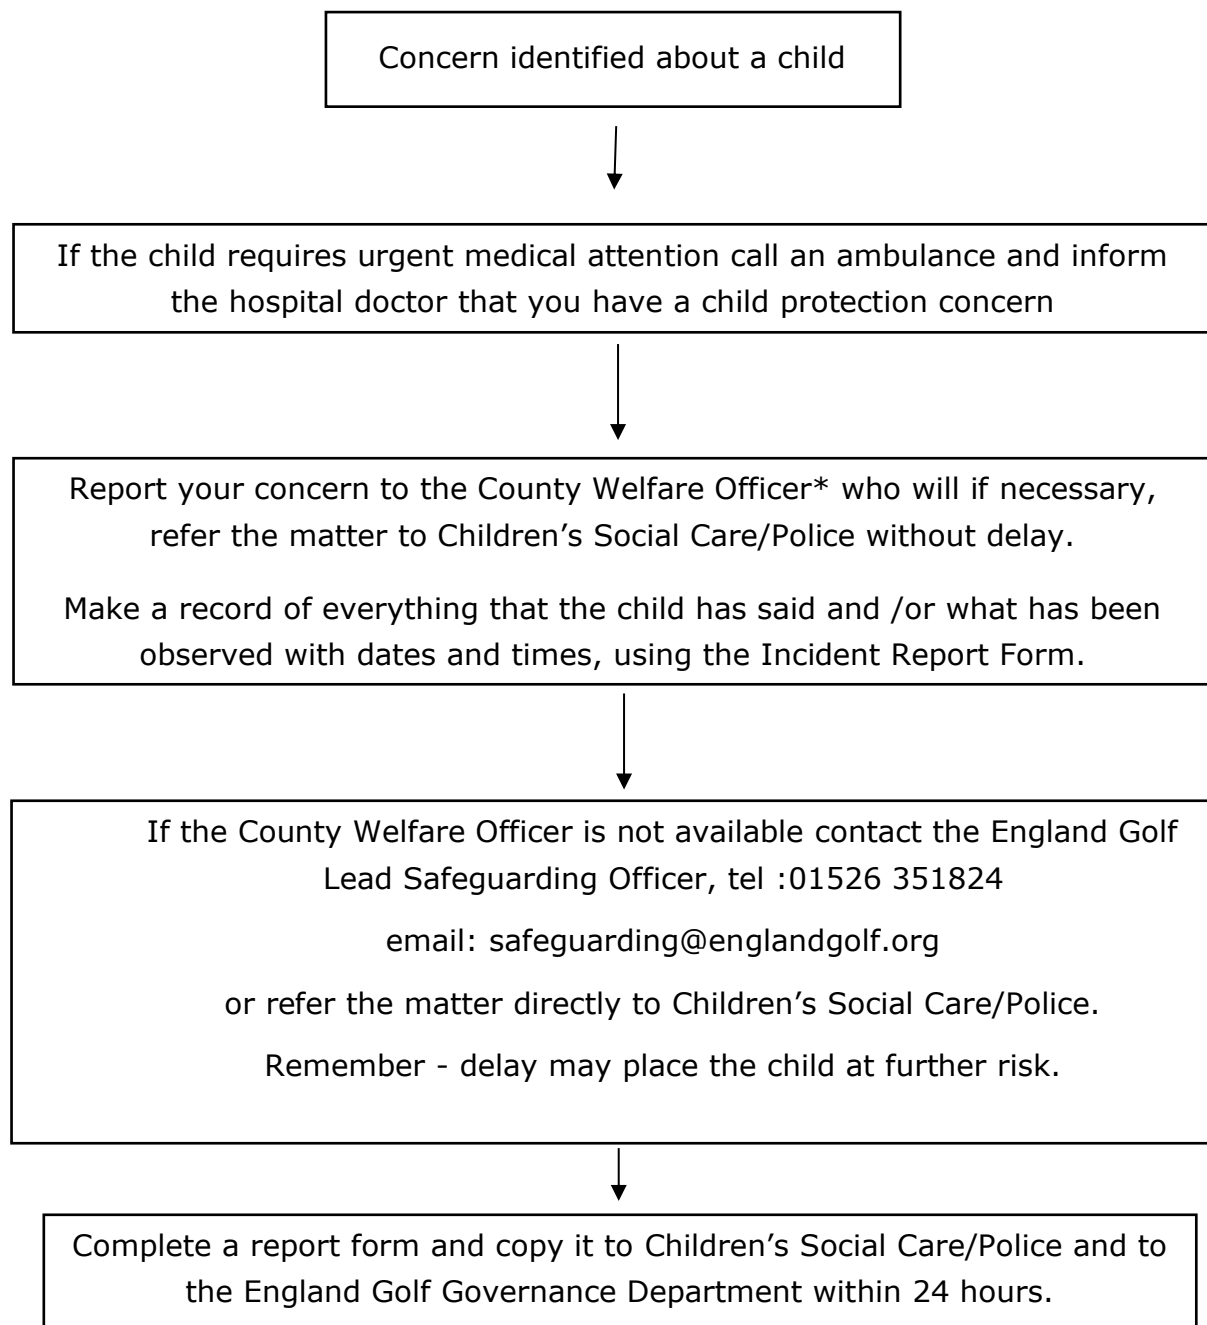 Concern identified about a child
If the child requires urgent medical attention call an ambulance and inform
the hospital doctor that you have a child protection concern
Report your concern to the County Welfare Officer* who will if necessary,
refer the matter to Children’s Social Care/Police without delay.
Make a record of everything that the child has said and /or what has been
observed with dates and times, using the Incident Report Form.
If the County Welfare Officer is not available contact the England Golf
Lead Safeguarding Officer, tel :01526 351824
email: safeguarding@englandgolf.org
or refer the matter directly to Children’s Social Care/Police.
Remember - delay may place the child at further risk.
Complete a report form and copy it to Children’s Social Care/Police and to
the England Golf Governance Department within 24 hours.